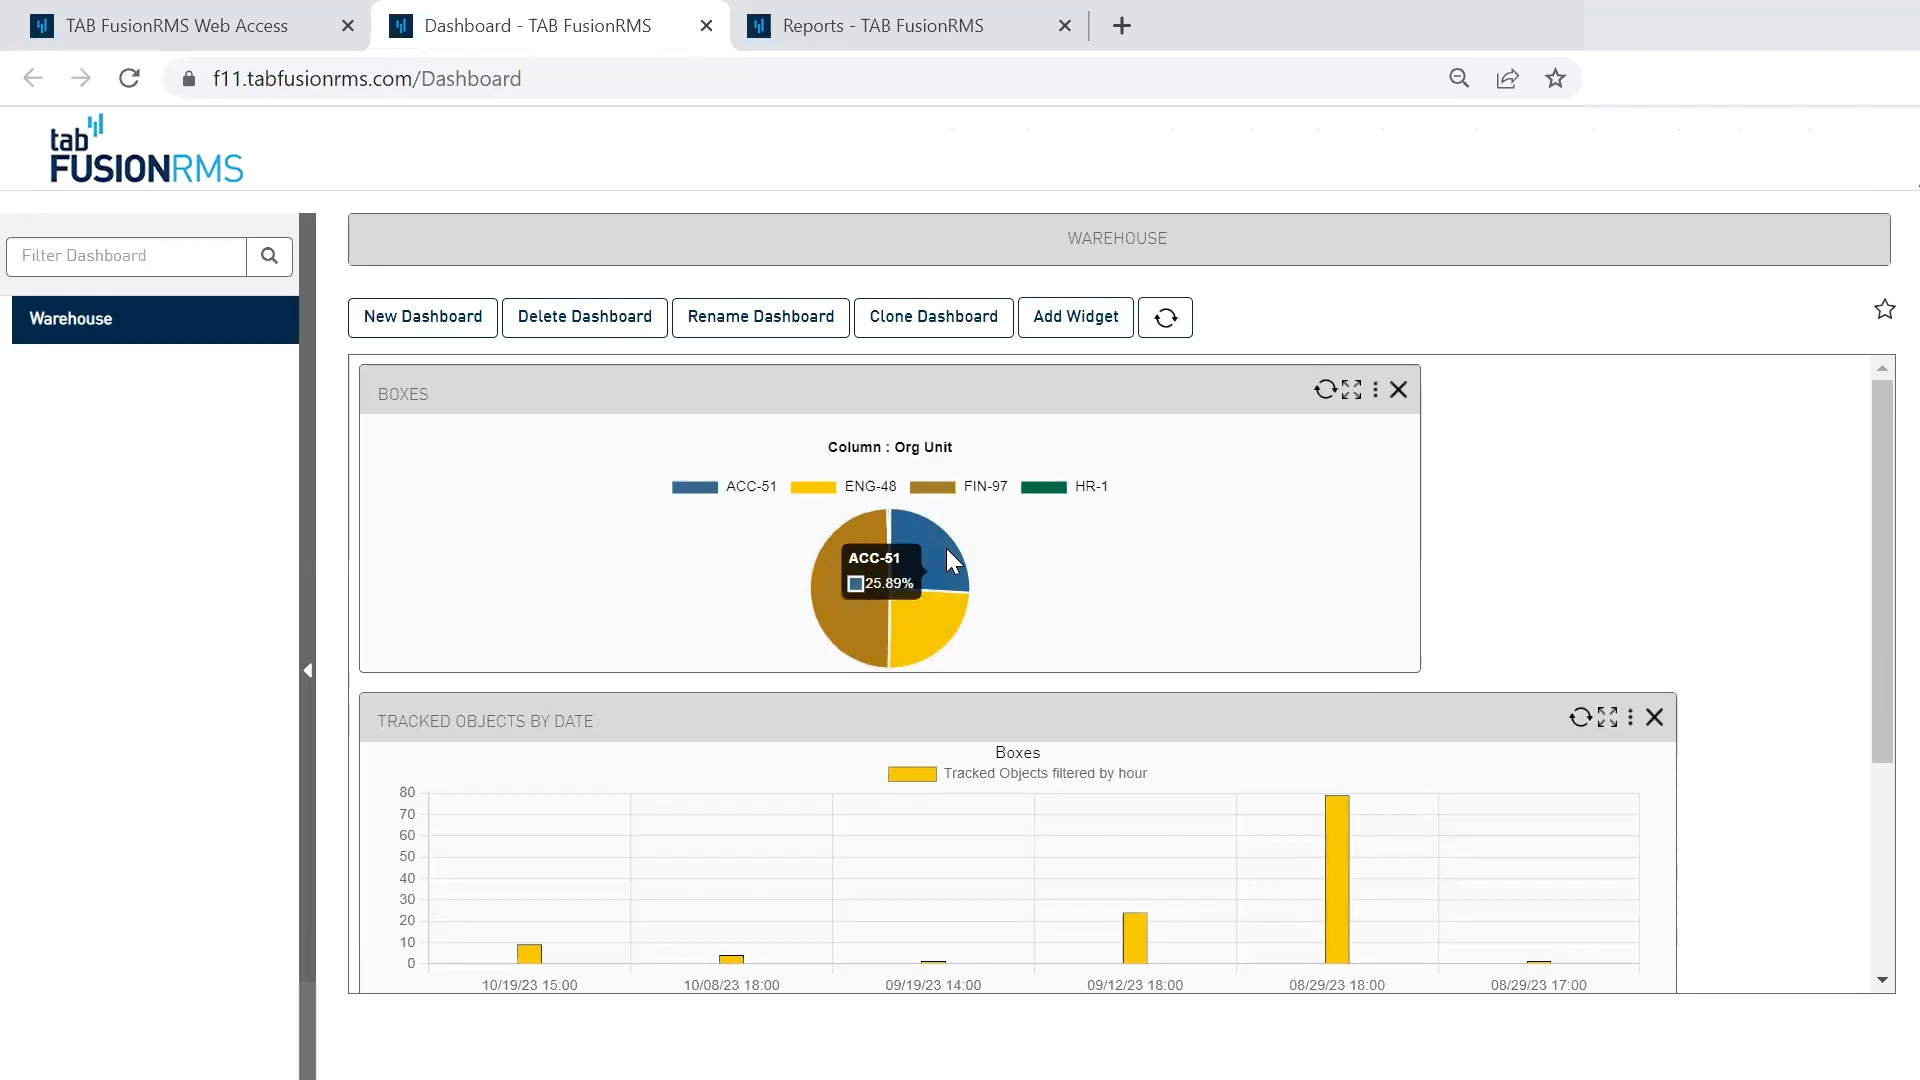 TAB FusionRMS Web Access
Dashboard - TAB FusionRMS
Reports - TAB FusionRMS
f11.tabfusionrms.com/Dashboard
tab
FUSIONRMS
Filter Dashboard
Warehouse
WAREHOUSE
New Dashboard
Delete Dashboard
Rename Dashboard
Clone Dashboard
Add Widget
BOXES
Column : Org Unit
ACC-51
ENG-48
FIN-97
HR-1
ACC-51
25.89%
TRACKED OBJECTS BY DATE
Boxes
Tracked Objects filtered by hour
80
70
60
50
40
30
20
10
0
10/19/23 15:00
10/08/23 18:00
09/19/23 14:00
09/12/23 18:00
08/29/23 18:00
08/29/23 17:00